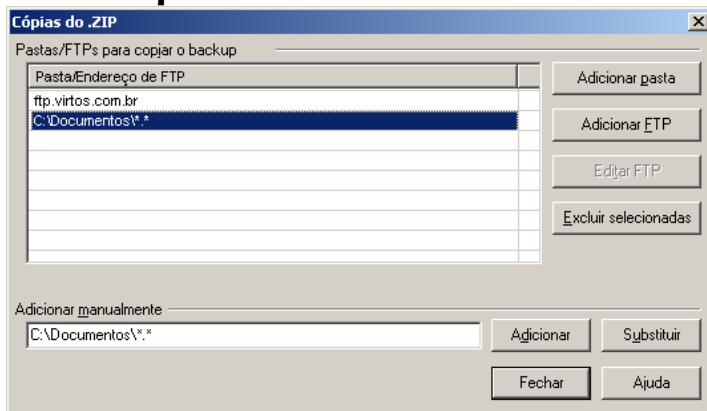 Cópias do .ZIP
Pastas/FTPs para copiar o backup
Pasta/Endereço de FTP
ftp.virtos.com.br
C:\Documentos\*.*
Adicionar pasta
Adicionar FTP
Editar FTP
Excluir selecionadas
Adicionar manualmente
C:\Documentos\*.*
Adicionar
Substituir
Fechar
Ajuda